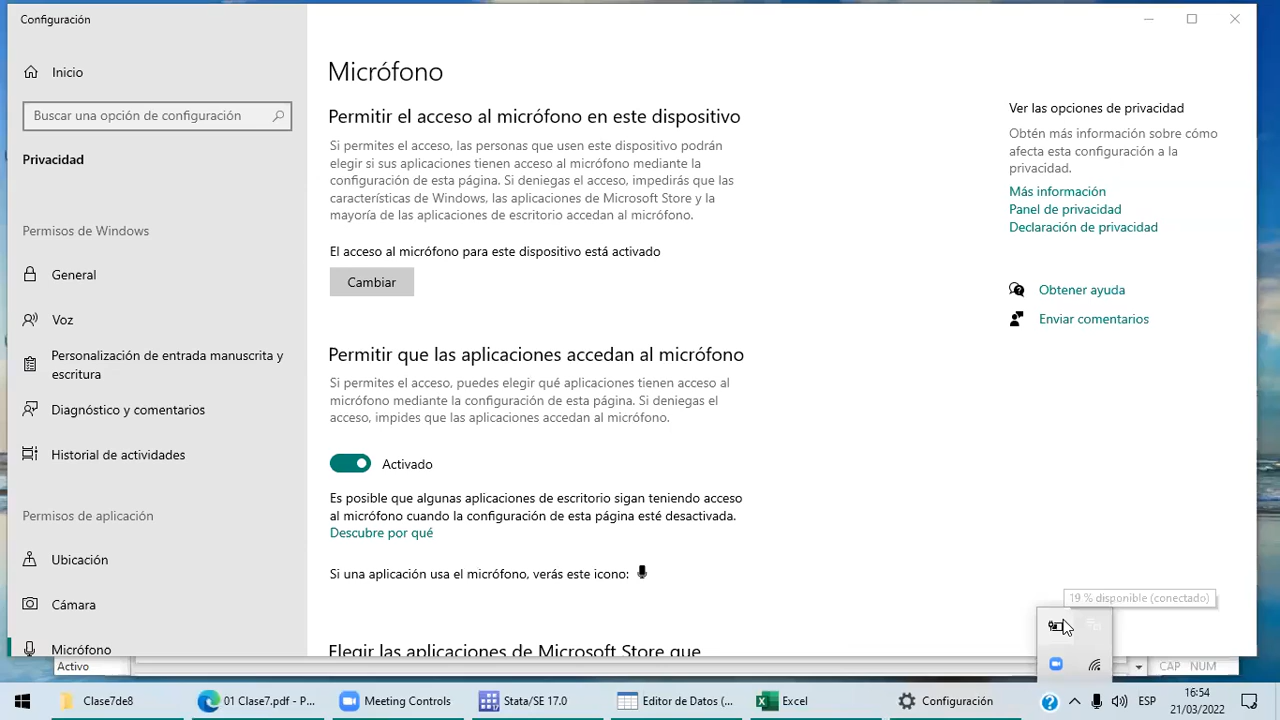 Configuración
Inicio
Buscar una opción de configuración
Privacidad
Permisos de Windows
General
Voz
Personalización de entrada manuscrita y
escritura
Diagnóstico y comentarios
Historial de actividades
Permisos de aplicación
Ubicación
Cámara
Micrófono
Micrófono
Permitir el acceso al micrófono en este dispositivo
Si permites el acceso, las personas que usen este dispositivo podrán
elegir si sus aplicaciones tienen acceso al micrófono mediante la
configuración de esta página. Si deniegas el acceso, impedirás que las
características de Windows, las aplicaciones de Microsoft Store y la
mayoría de las aplicaciones de escritorio accedan al micrófono.
El acceso al micrófono para este dispositivo está activado
Cambiar
Permitir que las aplicaciones accedan al micrófono
Si permites el acceso, puedes elegir qué aplicaciones tienen acceso al
micrófono mediante la configuración de esta página. Si deniegas el
acceso, impides que las aplicaciones accedan al micrófono.
Activado
Es posible que algunas aplicaciones de escritorio sigan teniendo acceso
al micrófono cuando la configuración de esta página esté desactivada.
Descubre por qué
Si una aplicación usa el micrófono, verás este icono:
Elegir las aplicaciones de Microsoft Store que
Ver las opciones de privacidad
Obtén más información sobre cómo
afecta esta configuración a la
privacidad.
Más información
Panel de privacidad
Declaración de privacidad
Obtener ayuda
Enviar comentarios
19 % disponible (conectado)
Activo
CAP NUM
Clase7de8
01 Clase7.pdf - P...
Meeting Controls
Stata/SE 17.0
Editor de Datos (...
Excel
Configuración
ESP
16:54
21/03/2022